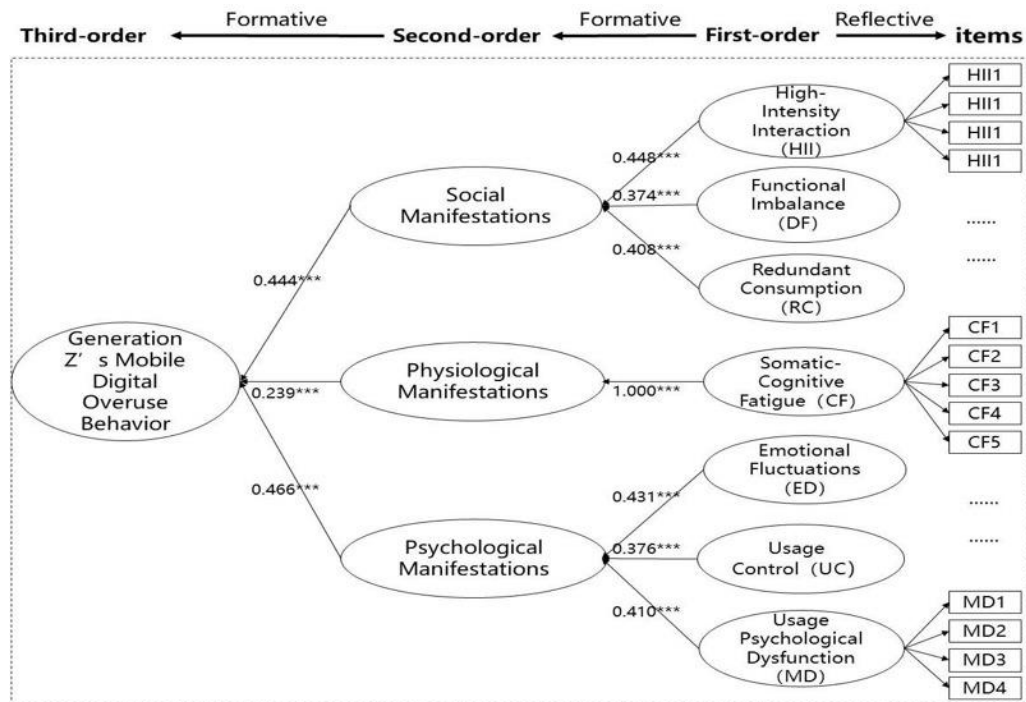 Formative
Formative
Reflective
Third-order
Second-order
First-order
items
High-
Intensity
Interaction
(HII)
HII1
HII1
HII1
HII1
0.448***
Social
Manifestations
0.374***
Functional
Imbalance
(DF)
......
......
0.408***
Redundant
Consumption
(RC)
0.444***
Generation
Z’s Mobile
Digital
Overuse
Behavior
0.239***
Physiological
Manifestations
1.000***
Somatic-
Cognitive
Fatigue (CF)
CF1
CF2
CF3
CF4
CF5
0.466***
Emotional
Fluctuations
(ED)
0.431***
......
......
Psychological
Manifestations
0.376***
Usage
Control (UC)
0.410***
Usage
Psychological
Dysfunction
(MD)
MD1
MD2
MD3
MD4